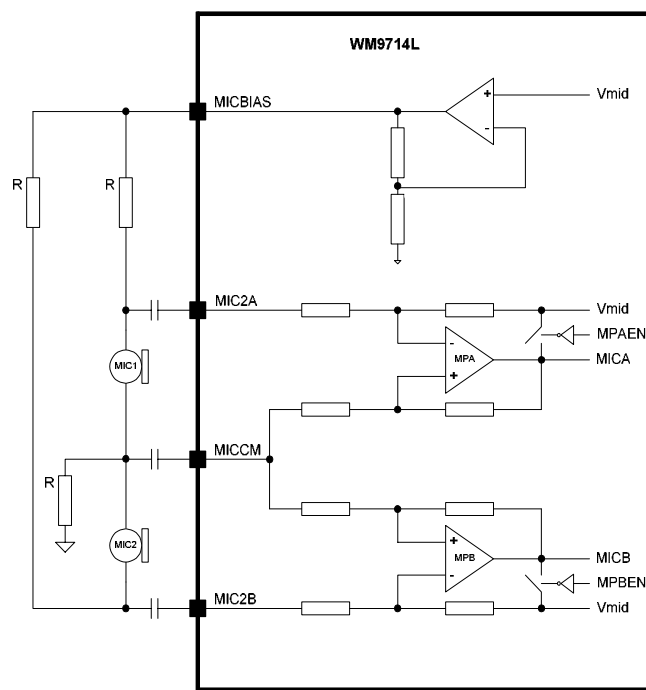 WM9714L
MICBIAS
+
Vmid
-
R
R
MIC2A
Vmid
MPAEN
-
MPA
+
MICA
MIC1
MICCM
R
MIC2
+
MPB
-
MICB
MPBEN
MIC2B
Vmid